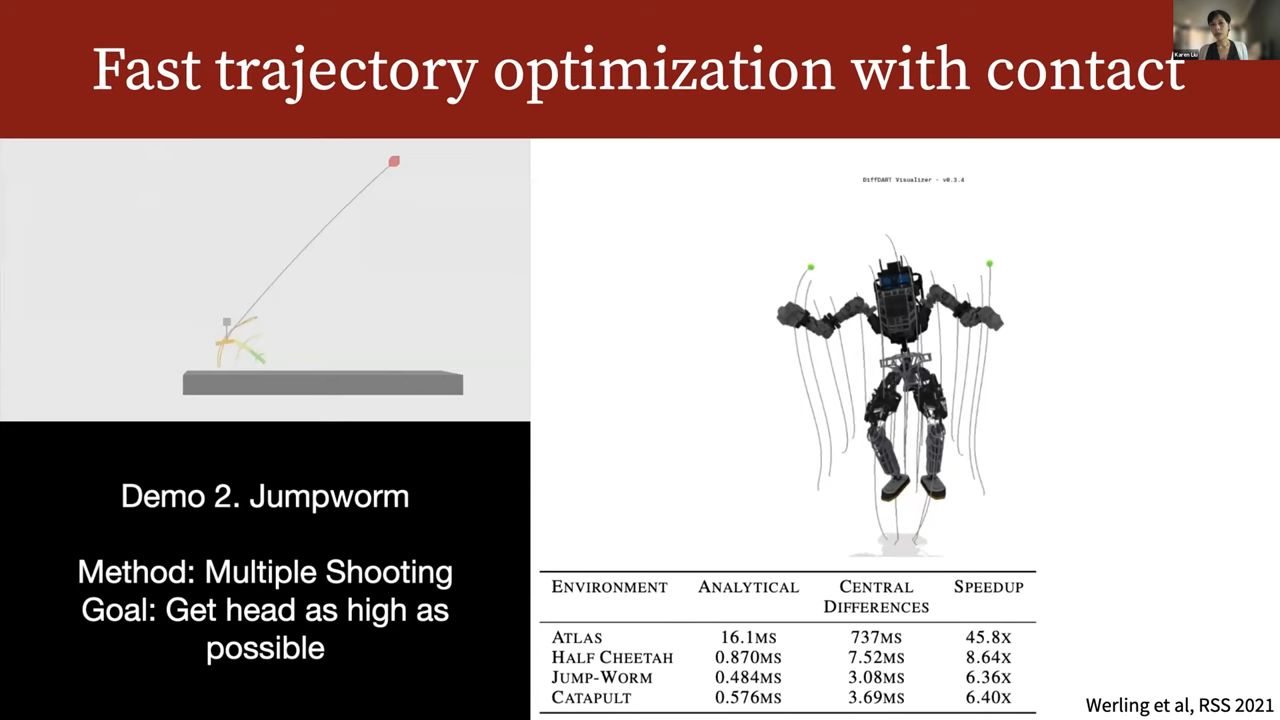 Fast trajectory optimization with contact
Karen Liu
DiffDART Visualizer - v0.3.4
Demo 2. Jumpworm
Method: Multiple Shooting
Goal: Get head as high as
possible
ENVIRONMENT ANALYTICAL CENTRAL DIFFERENCES SPEEDUP
ATLAS 16.1MS 737MS 45.8X
HALF CHEETAH 0.870MS 7.52MS 8.64X
JUMP-WORM 0.484MS 3.08MS 6.36X
CATAPULT 0.576MS 3.69MS 6.40X
Werling et al, RSS 2021